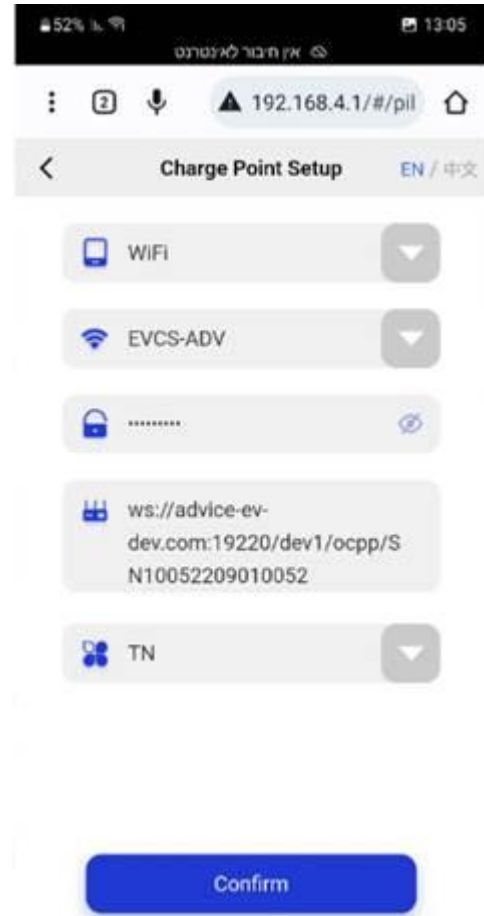 52% 13:05
אין חיבור לאינטרנט
2 192.168.4.1/#/pil
Charge Point Setup EN / 中文
WiFi
EVCS-ADV
·········
ws://advice-ev-
dev.com:19220/dev1/ocpp/S
N10052209010052
TN
Confirm